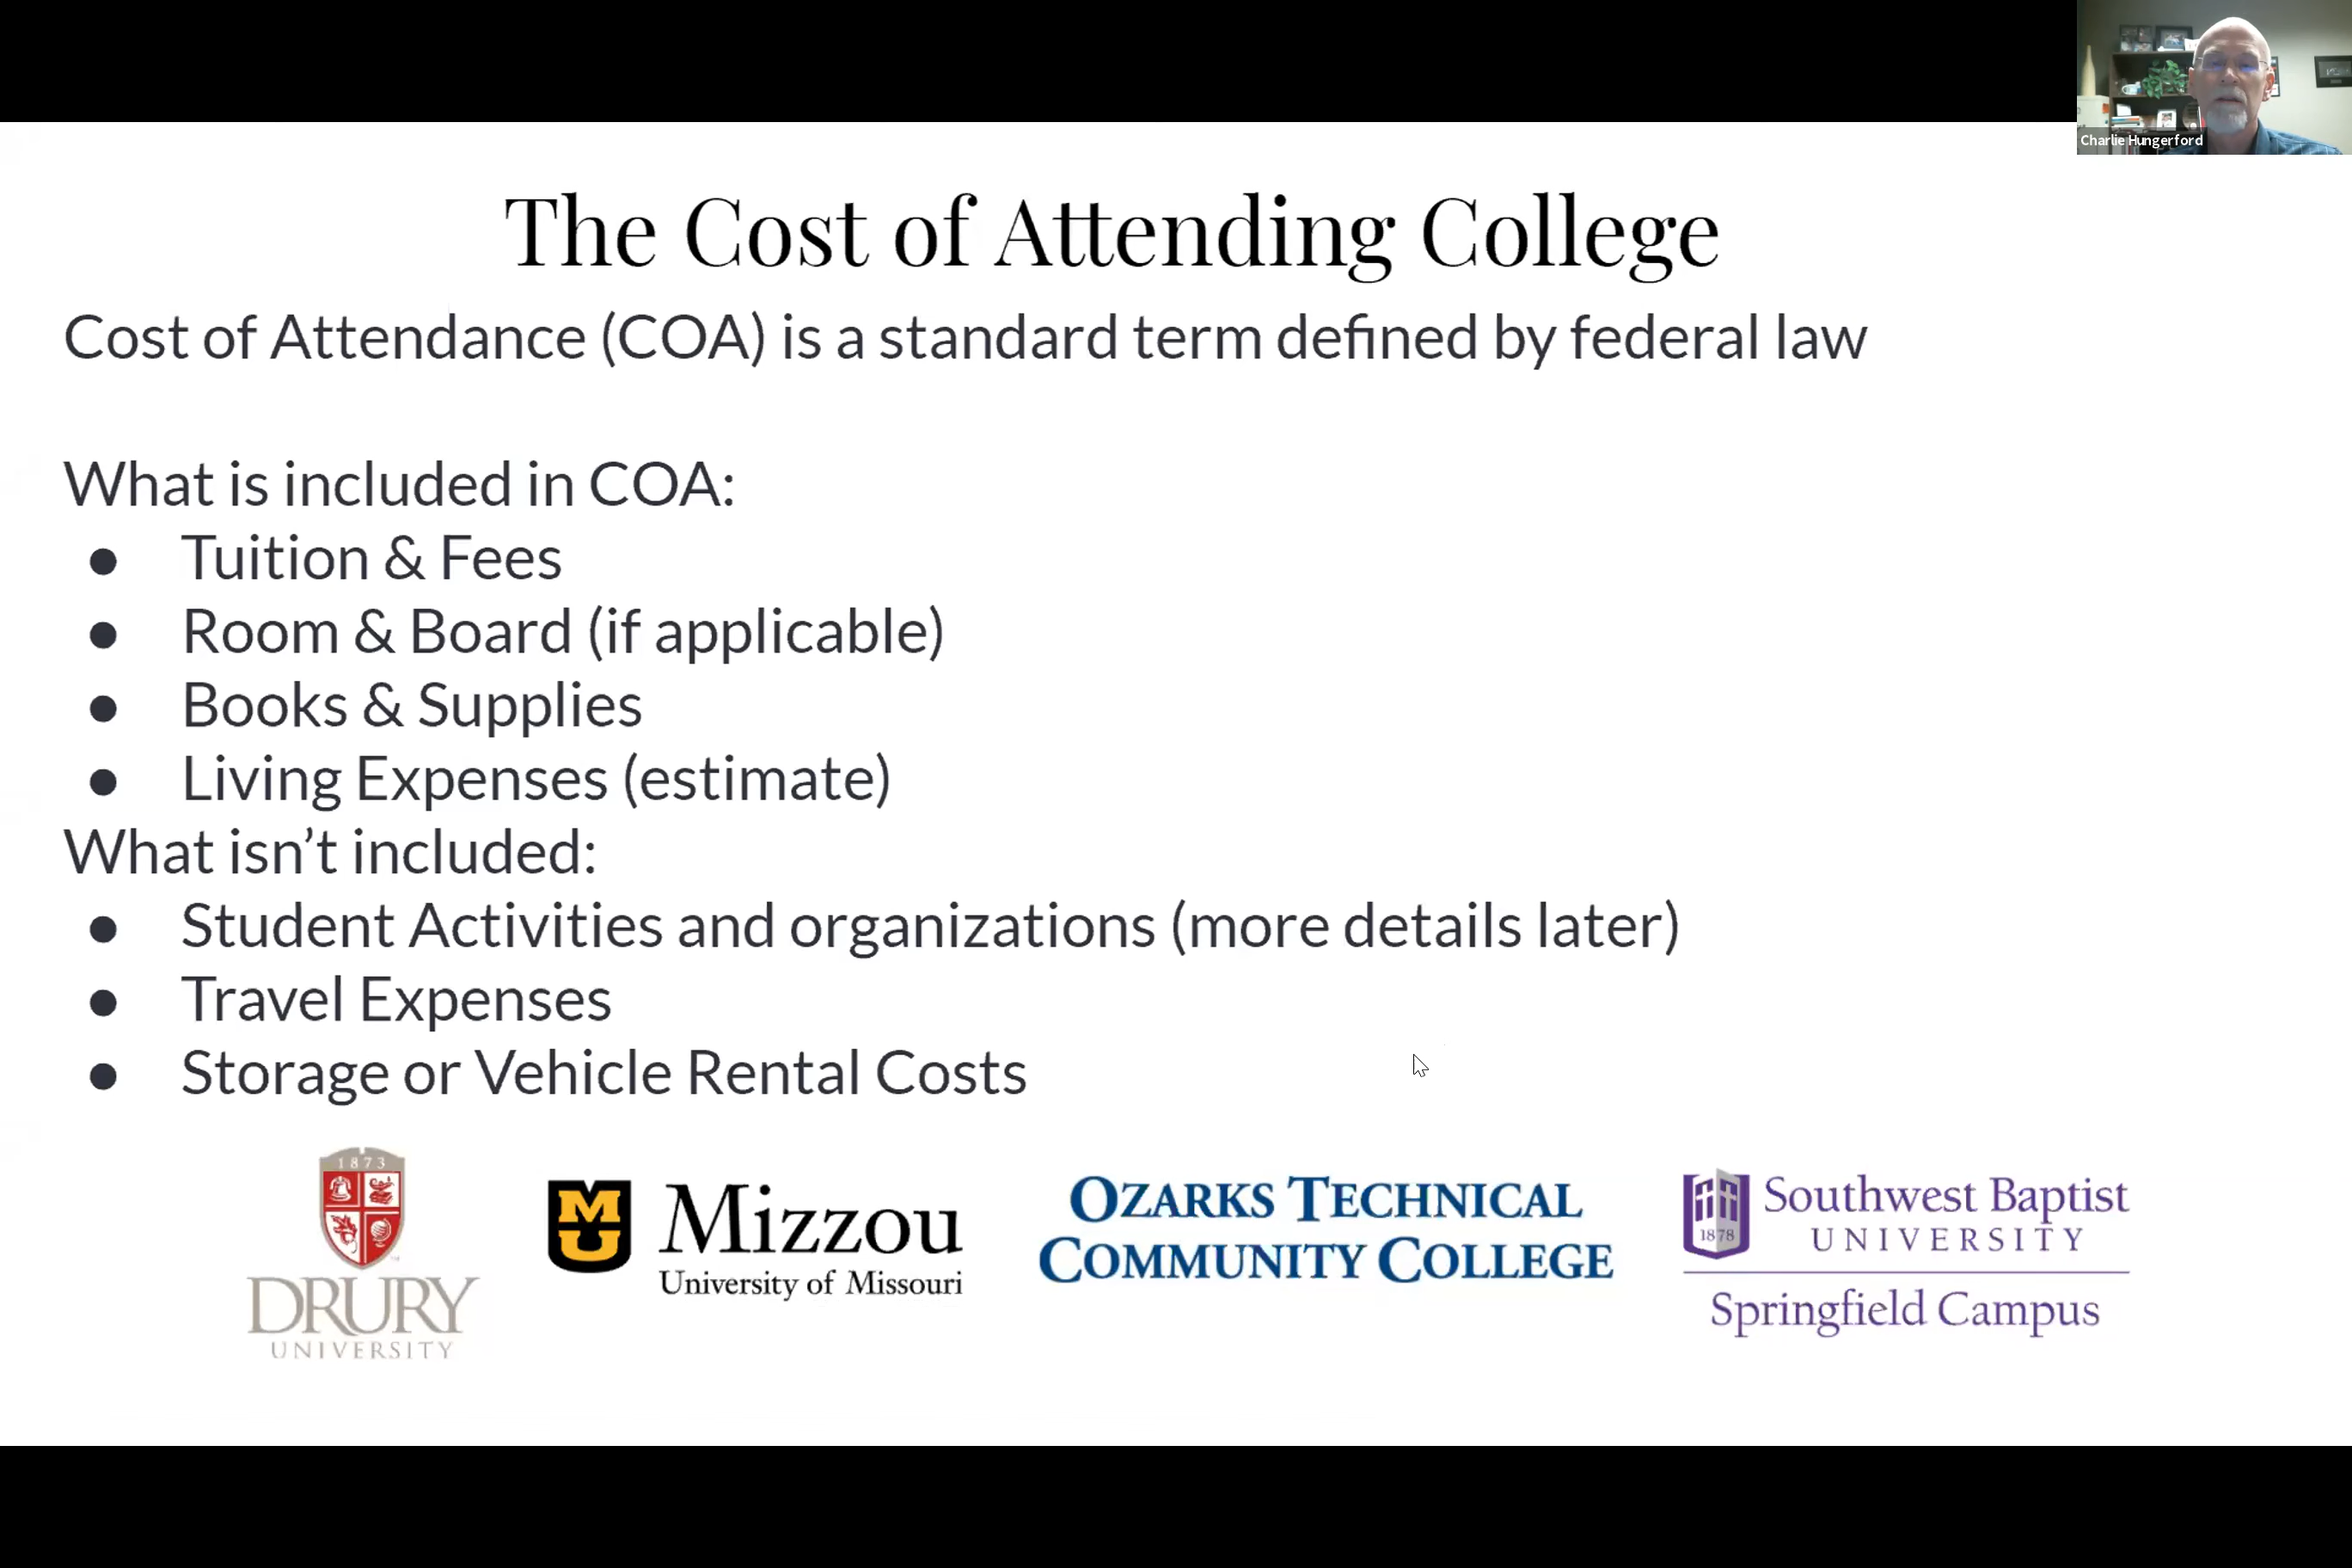 Charlie Hungerford
The Cost of Attending College
Cost of Attendance (COA) is a standard term defined by federal law
What is included in COA:
● Tuition & Fees
● Room & Board (if applicable)
● Books & Supplies
● Living Expenses (estimate)
What isn’t included:
● Student Activities and organizations (more details later)
● Travel Expenses
● Storage or Vehicle Rental Costs
1873
DRURY
UNIVERSITY
MU
Mizzou
University of Missouri
OZARKS TECHNICAL
COMMUNITY COLLEGE
1878
Southwest Baptist
UNIVERSITY
Springfield Campus